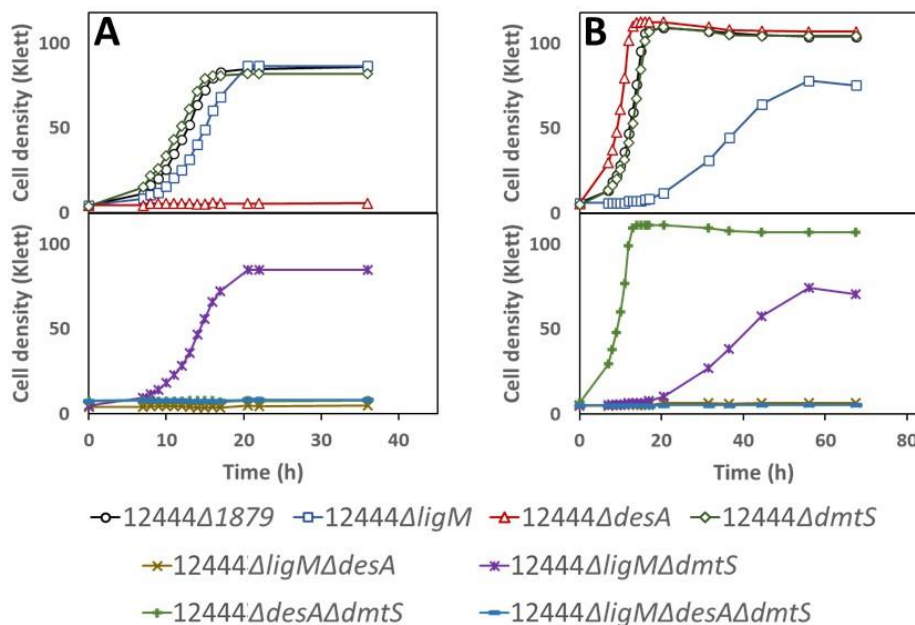 A
B
Cell density (Klett)
100
50
0
Cell density (Klett)
100
50
0
Cell density (Klett)
100
50
0
0 10 20 30 40
Time (h)
Cell density (Klett)
100
50
0
0 20 40 60 80
Time (h)
12444Δ1879 12444ΔligM 12444ΔdesA 12444ΔdmtS
12444ΔligMΔdesA 12444ΔligMΔdmtS
12444ΔdesAΔdmtS 12444ΔligMΔdesAΔdmtS